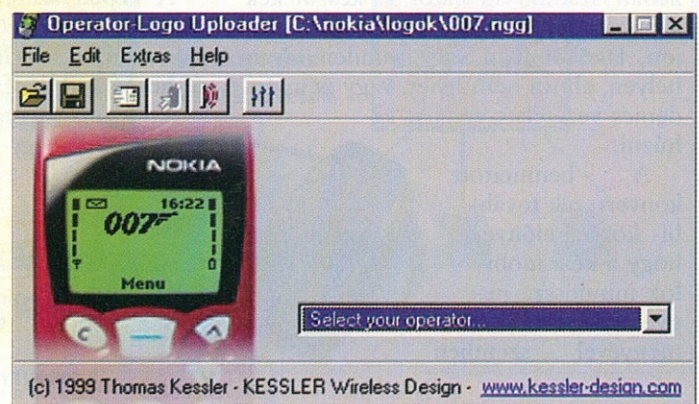 Operator-Logo Uploader [C:\nokia\logok\007.ngg]
File Edit Extras Help
NOKIA
16:22
007
Menu
C
Select your operator...
(c) 1999 Thomas Kessler - KESSLER Wireless Design - www.kessler-design.com